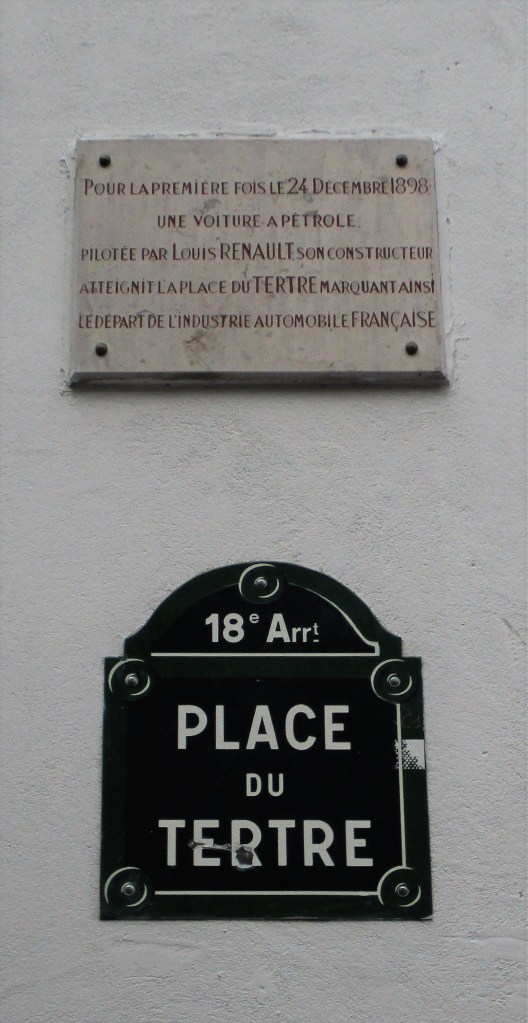 Pour la première fois le 24 Décembre 1898
une voiture a pétrole.
pilotée par Louis RENAULT, son constructeur
atteignit la place du TERTRE marquant ainsi
le départ de l'industrie automobile FRANÇAISE
18e Arrt
PLACE
DU
TERTRE